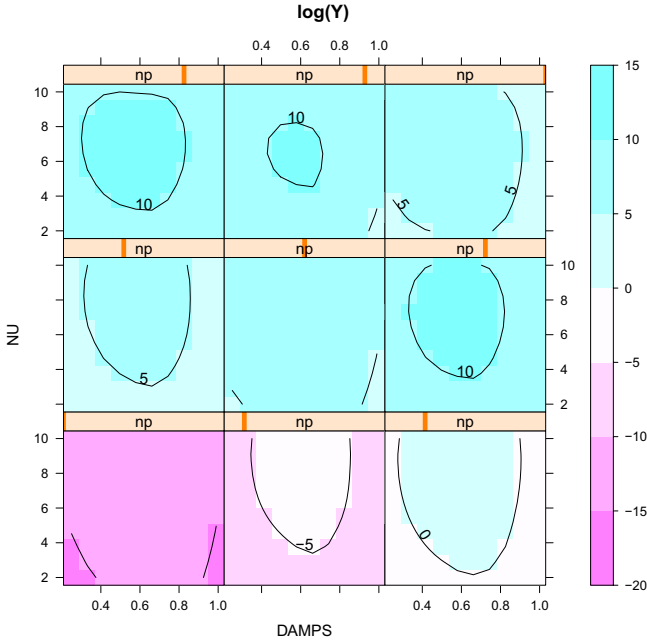 log(Y)
0.4 0.6 0.8 1.0
np np np
10 8 6 4 2
10 10 5 5
np np np
5 10
10 8 6 4 2
np np np
−5 0
10 8 6 4 2
0.4 0.6 0.8 1.0 0.4 0.6 0.8 1.0
NU
DAMPS
15
10
5
0
−5
−10
−15
−20